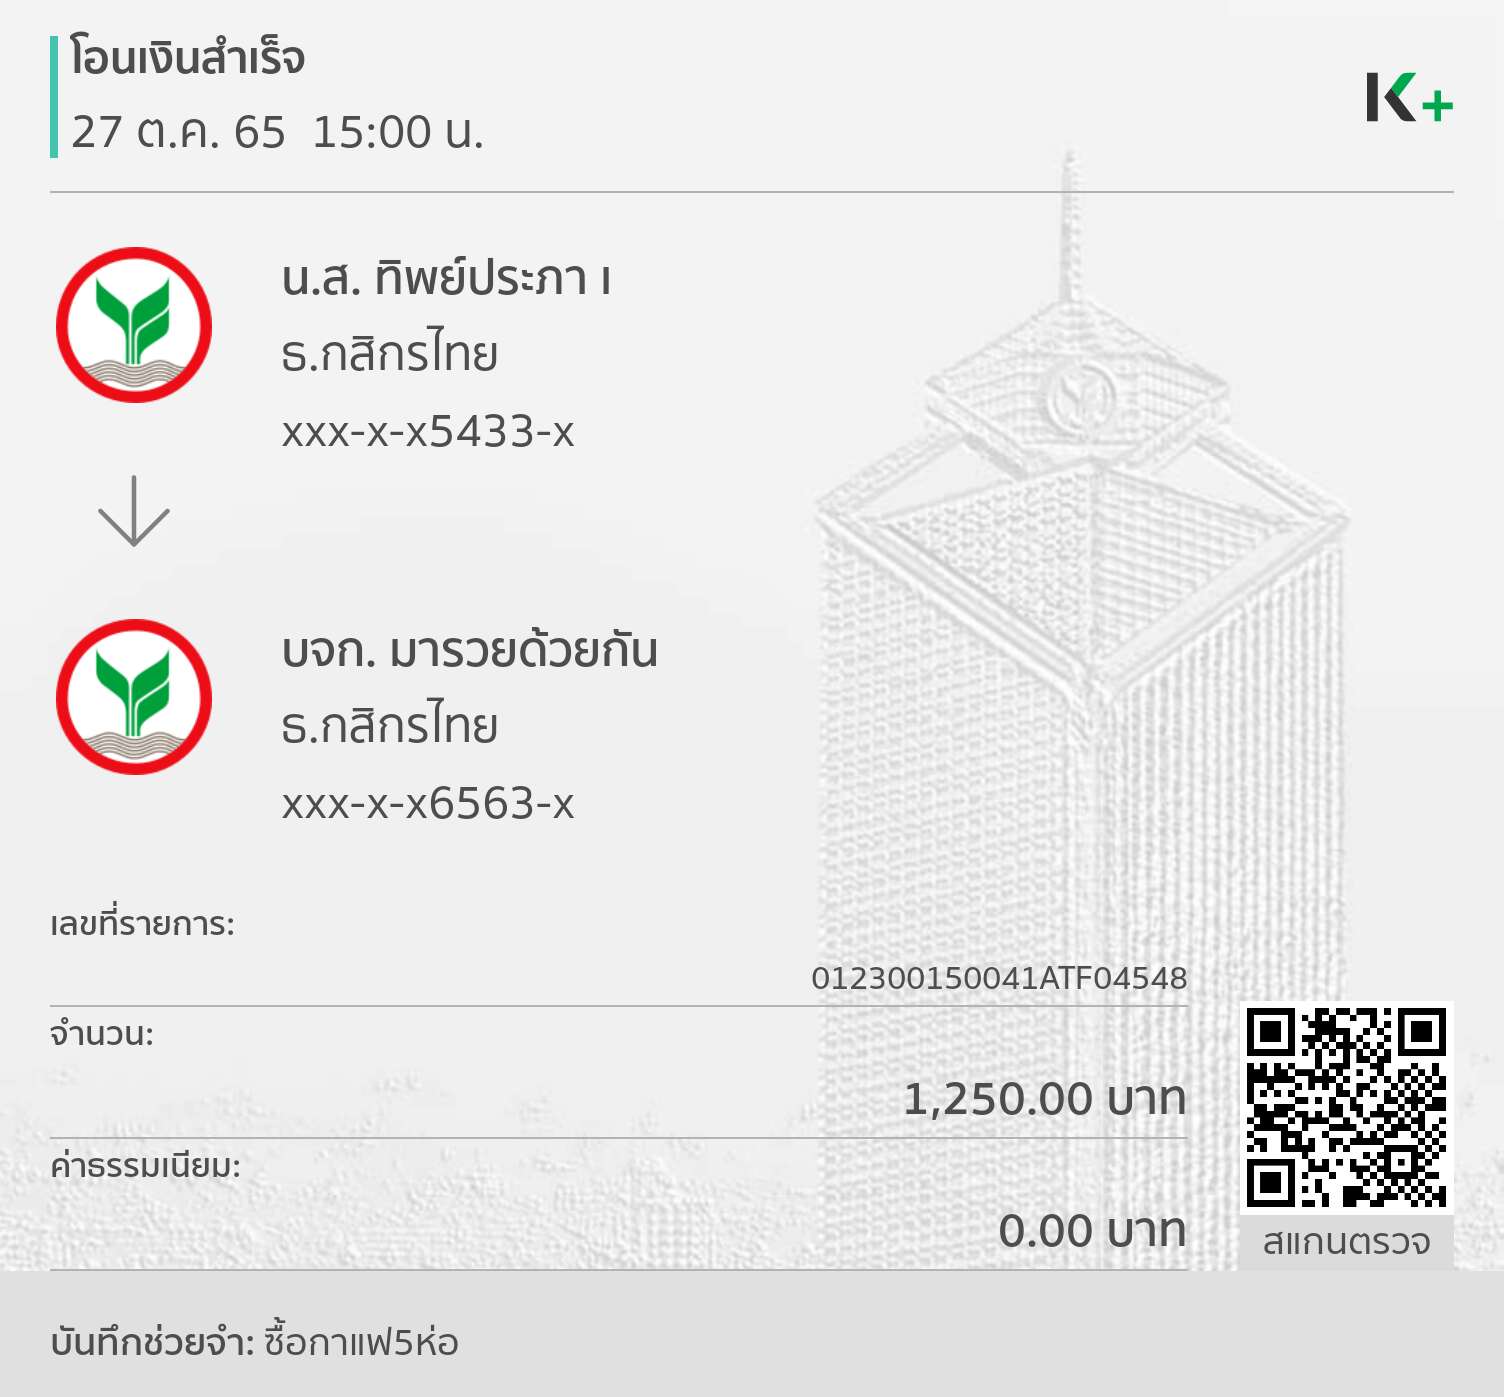 โอนเงินสำเร็จ
27 ต.ค. 65 15:00 น.
K+
น.ส. ทิพย์ประภา เ
ธ.กสิกรไทย
xxx-x-x5433-x
บจก. มารวยด้วยกัน
ธ.กสิกรไทย
xxx-x-x6563-x
เลขที่รายการ:
012300150041ATF04548
จำนวน:
1,250.00 บาท
ค่าธรรมเนียม:
0.00 บาท
สแกนตรวจ
บันทึกช่วยจำ: ซื้อกาแฟ5ห่อ